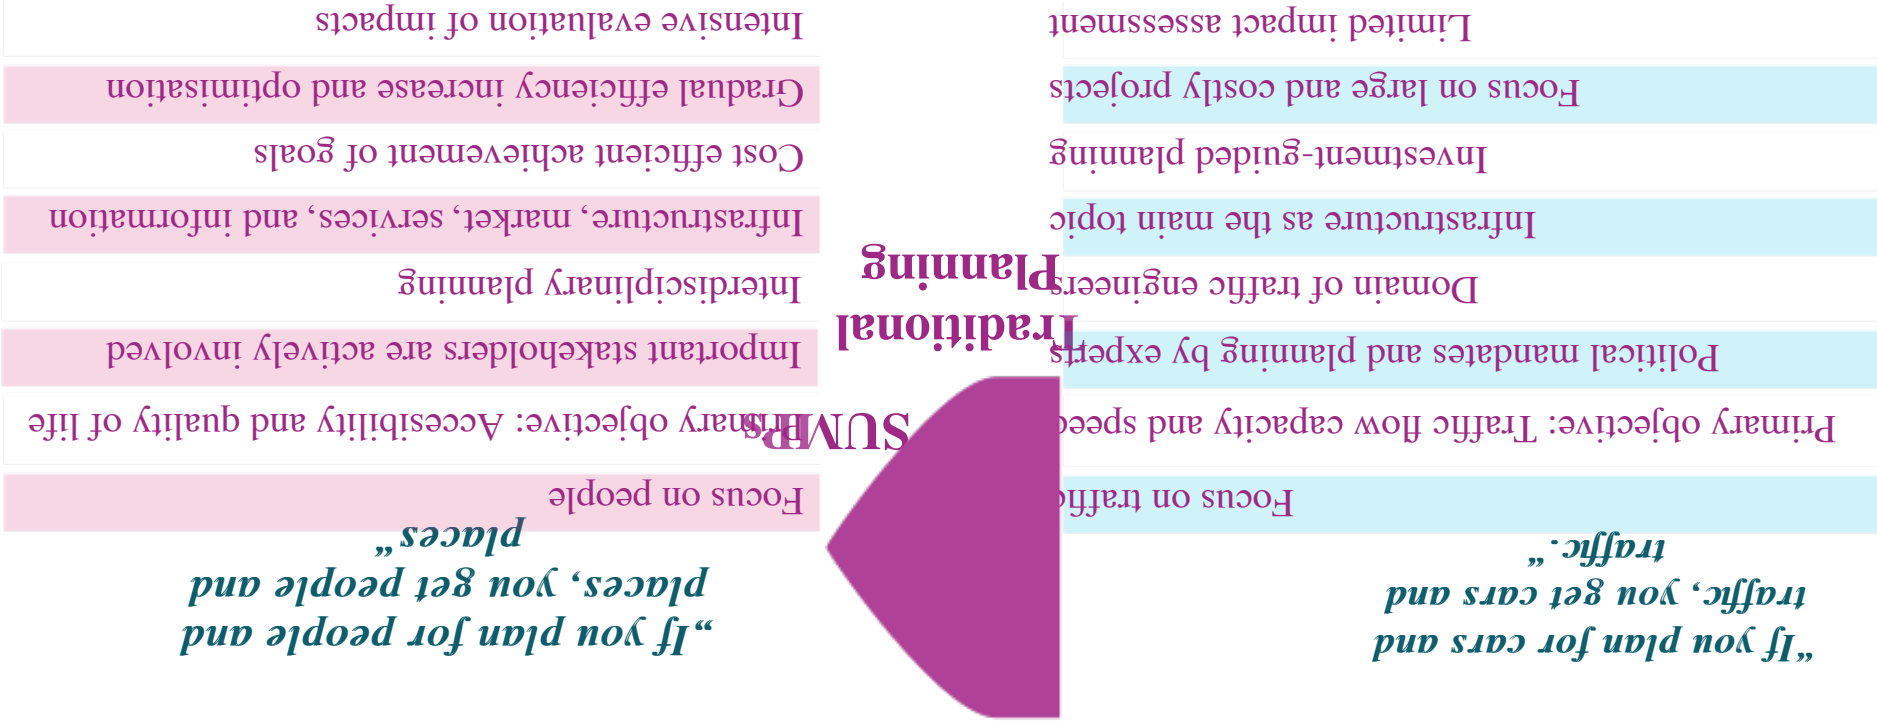 “If you plan for cars and
traffic, you get cars and
traffic.“
Focus on traffic
Primary objective: Traffic flow capacity and speed
Political mandates and planning by experts
Domain of traffic engineers
Infrastructure as the main topic
Investment-guided planning
Focus on large and costly projects
Limited impact assessment
SUMPs
Traditional
Planning
„If you plan for people and
places, you get people and
places“
Focus on people
Primary objective: Accessibility and quality of life
Important stakeholders are actively involved
Interdisciplinary planning
Infrastructure, market, services, and information
Cost efficient achievement of goals
Gradual efficiency increase and optimisation
Intensive evaluation of impacts